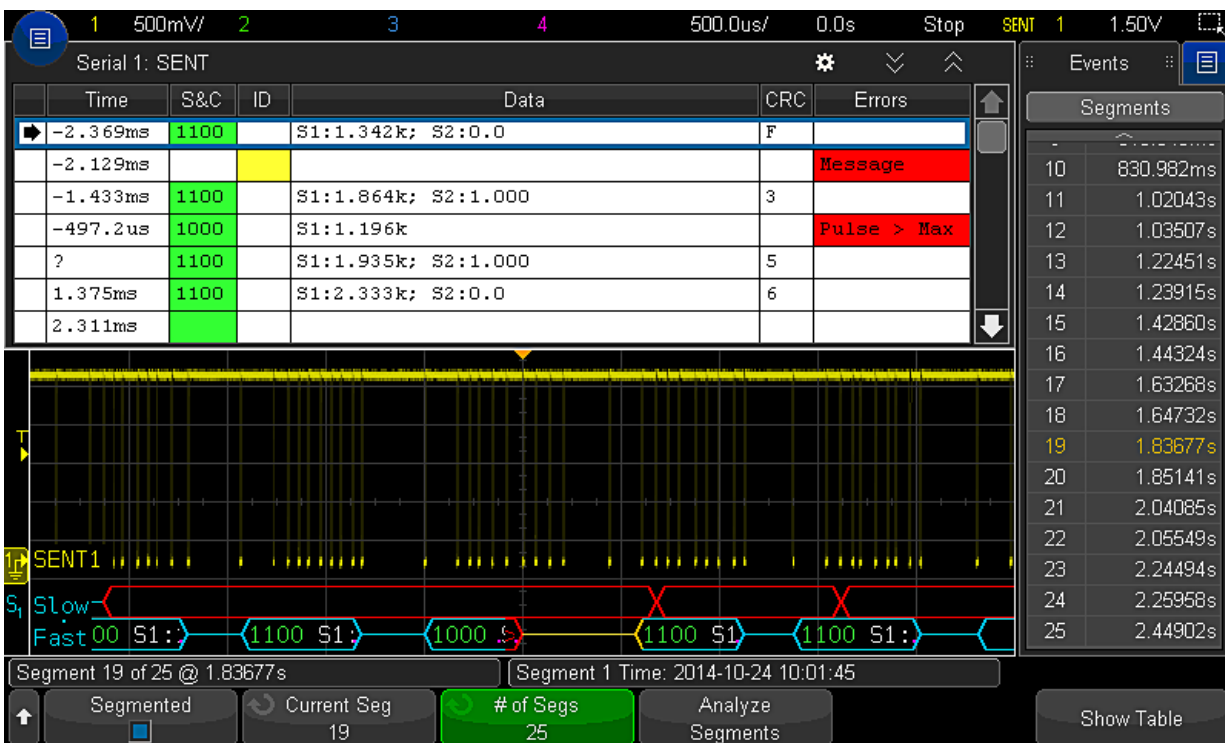 1 500mV/ 2 3 4 500.0us/ 0.0s Stop SENT 1 1.50V
Serial 1: SENT
Time S&C ID Data CRC Errors
-2.369ms 1100 S1:1.342k; S2:0.0 F
-2.129ms Message
-1.433ms 1100 S1:1.864k; S2:1.000 3
-497.2us 1000 S1:1.196k Pulse > Max
? 1100 S1:1.935k; S2:1.000 5
1.375ms 1100 S1:2.333k; S2:0.0 6
2.311ms
Events
Segments
10 830.982ms
11 1.02043s
12 1.03507s
13 1.22451s
14 1.23915s
15 1.42860s
16 1.44324s
17 1.63268s
18 1.64732s
19 1.83677s
20 1.85141s
21 2.04085s
22 2.05549s
23 2.24494s
24 2.25958s
25 2.44902s
T
1 SENT1
S1 Slow
Fast 00 S1: 1100 S1: 1000 1100 S1 1100 S1:
Segment 19 of 25 @ 1.83677s Segment 1 Time: 2014-10-24 10:01:45
Segmented Current Seg # of Segs Analyze Show Table
19 25 Segments